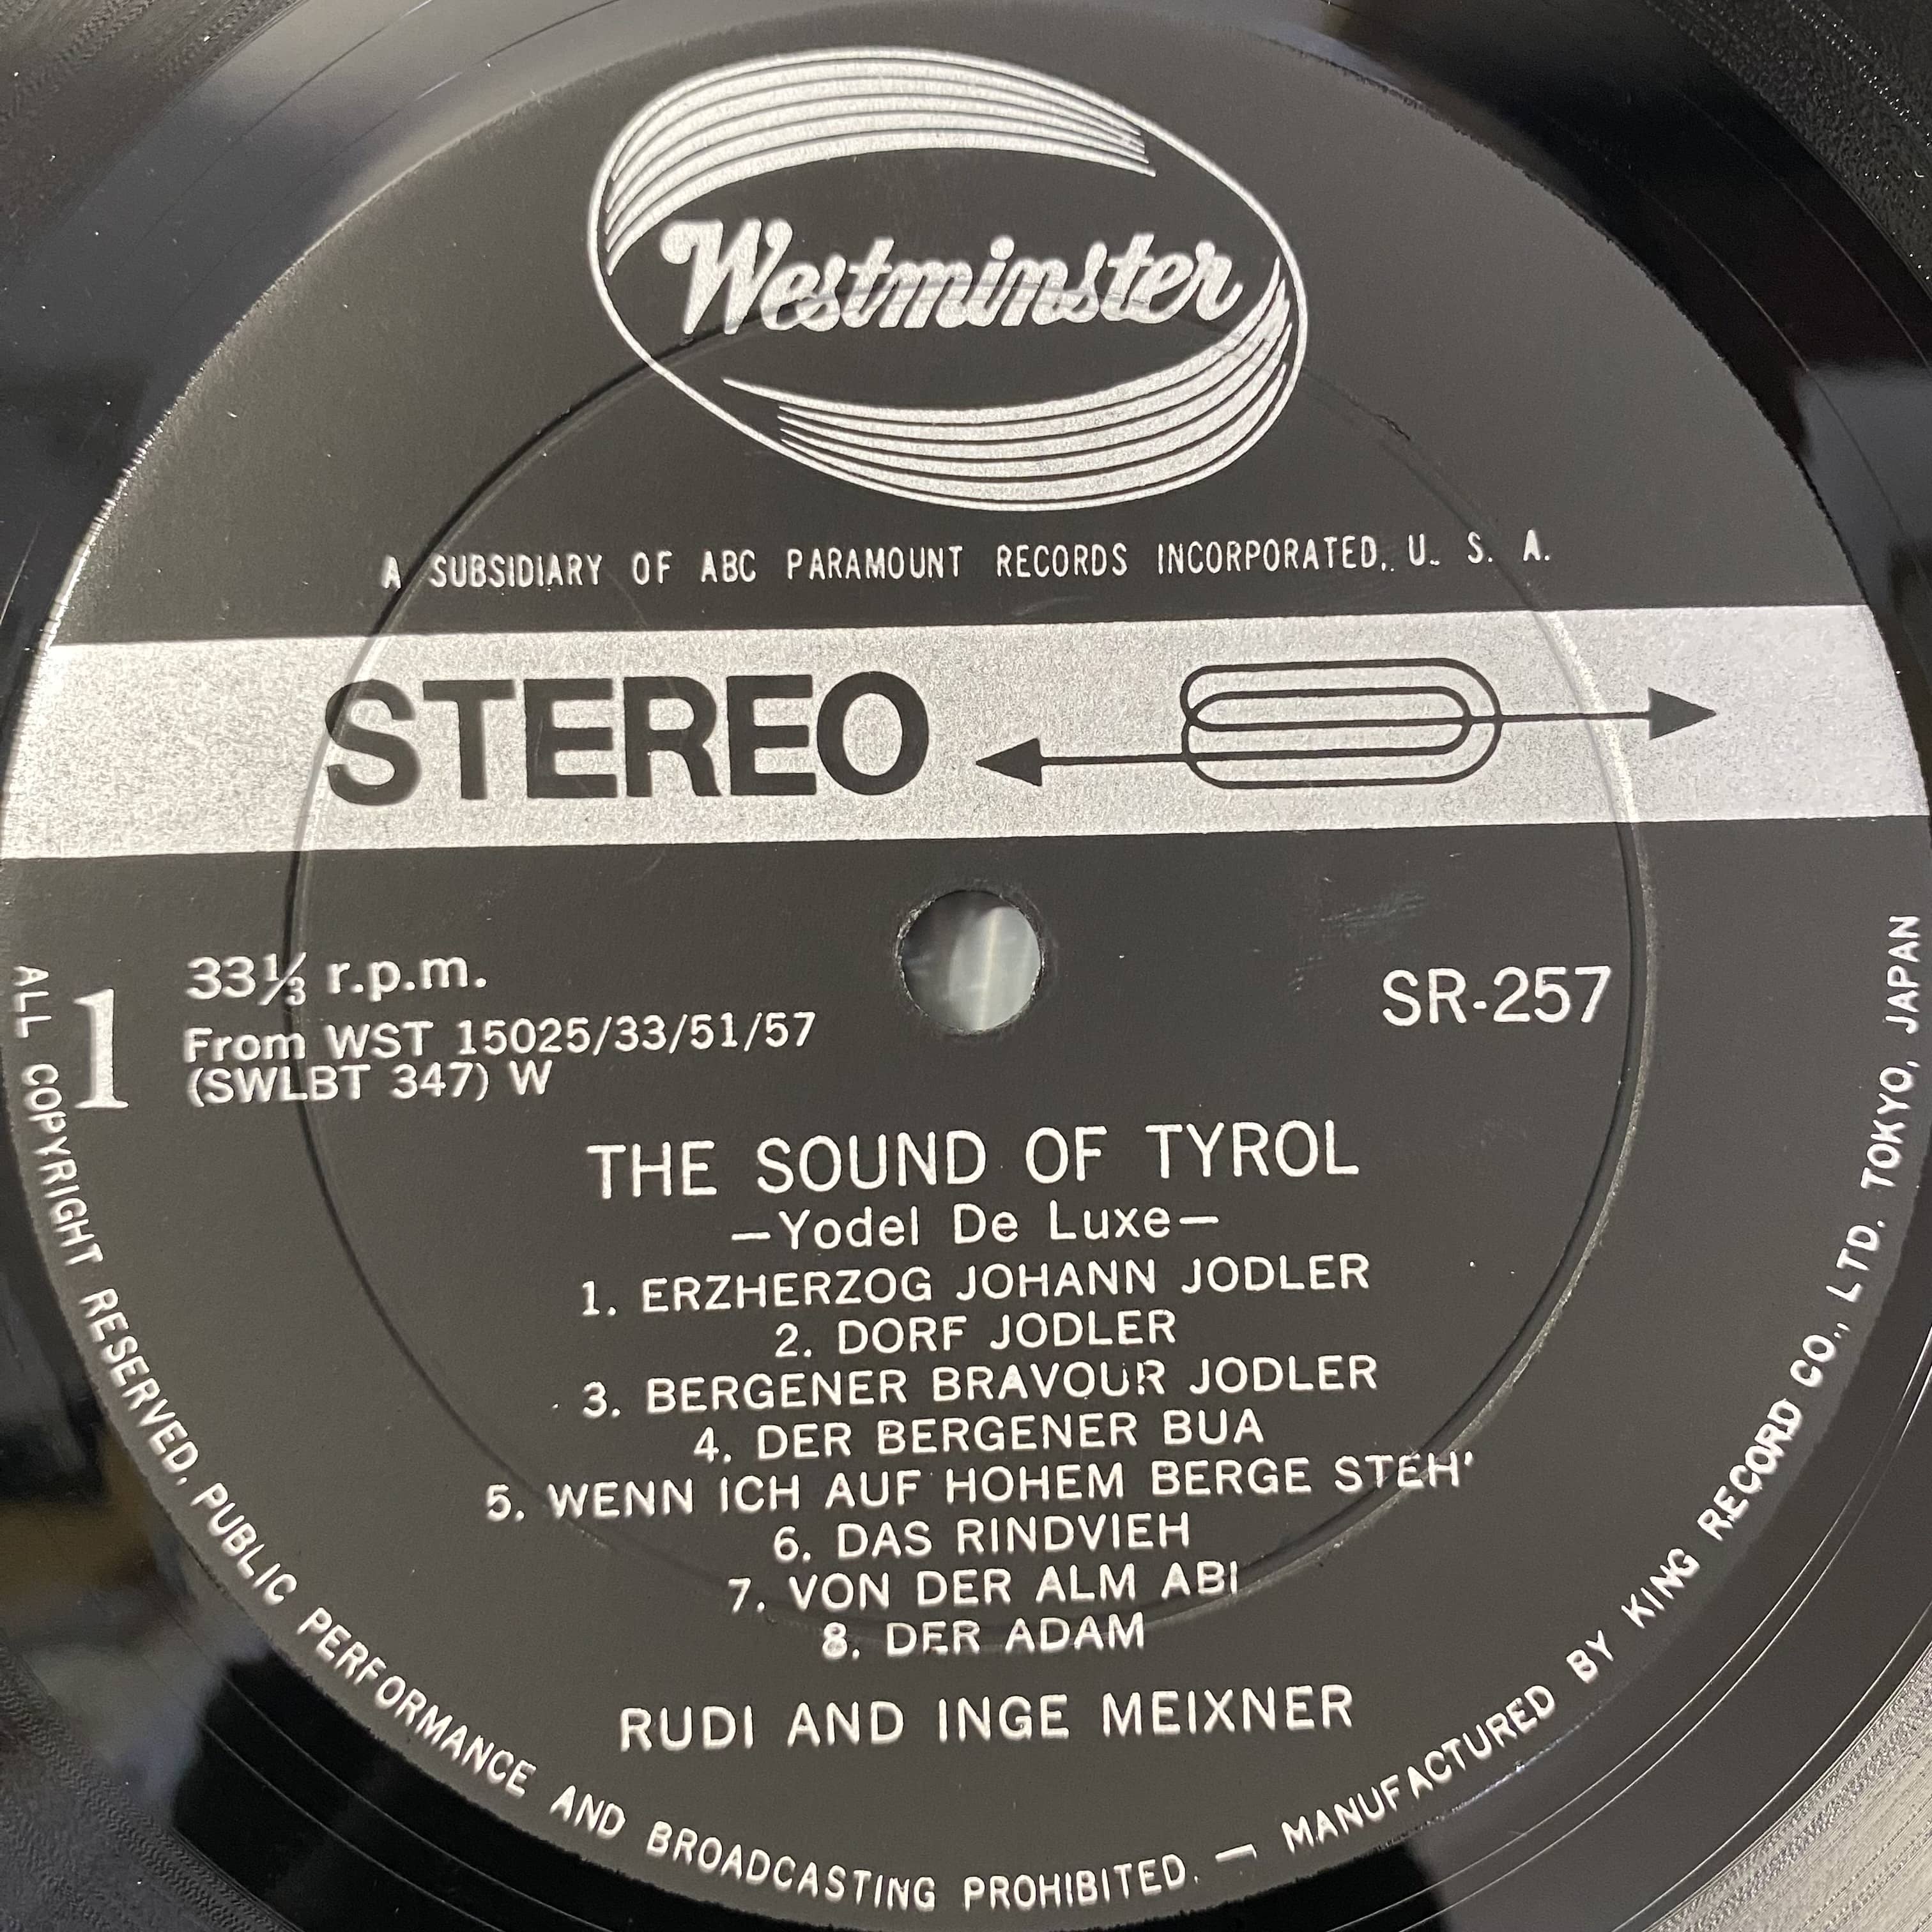 Westminster
A SUBSIDIARY OF ABC PARAMOUNT RECORDS INCORPORATED, U. S. A.
STEREO
33⅓ r.p.m.
1
From WST 15025/33/51/57
(SWLBT 347) W
SR-257
THE SOUND OF TYROL
—Yodel De Luxe—
1. ERZHERZOG JOHANN JODLER
2. DORF JODLER
3. BERGENER BRAVOUR JODLER
4. DER BERGENER BUA
5. WENN ICH AUF HOHEM BERGE STEH'
6. DAS RINDVIEH
7. VON DER ALM ABI
8. DER ADAM
RUDI AND INGE MEIXNER
ALL COPYRIGHT RESERVED. PUBLIC PERFORMANCE AND BROADCASTING PROHIBITED. — MANUFACTURED BY KING RECORD CO., LTD. TOKYO, JAPAN